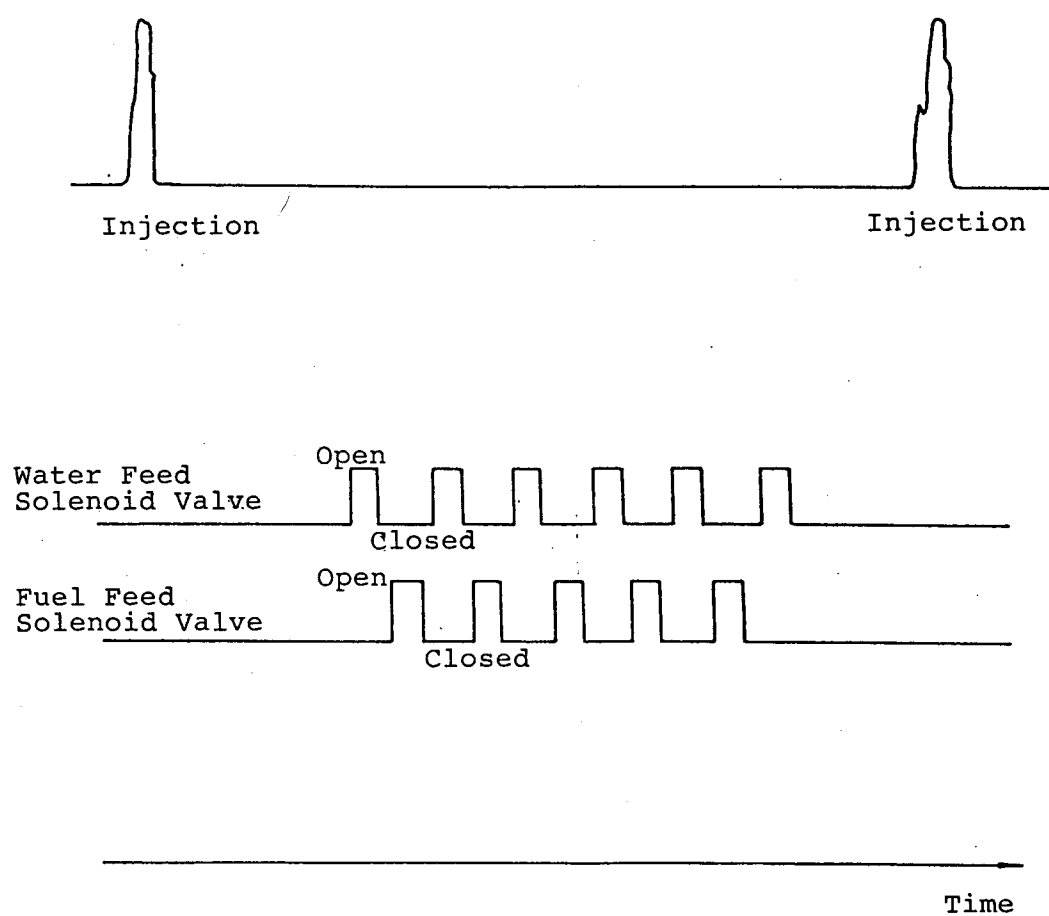 Injection
Injection
Open
Water Feed
Solenoid Valve
Closed
Open
Fuel Feed
Solenoid Valve
Closed
Time